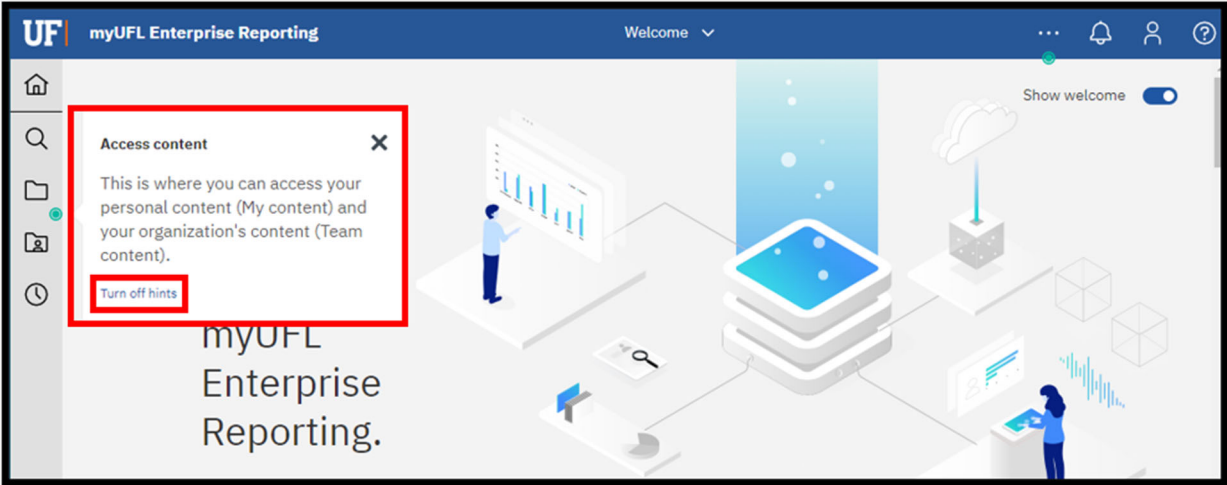 UF myUFL Enterprise Reporting Welcome
Show welcome
Access content
This is where you can access your
personal content (My content) and
your organization's content (Team
content).
Turn off hints
myUFL
Enterprise
Reporting.